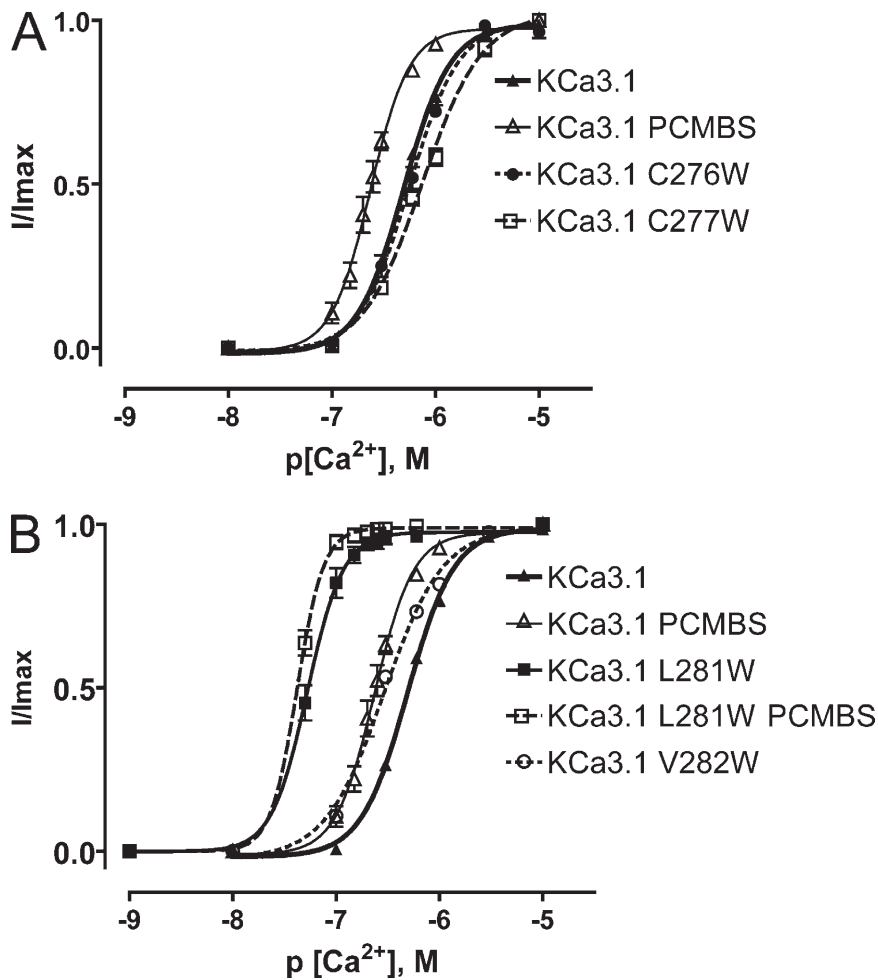 A
1.0
0.5
0.0
I/Imax
-9 -8 -7 -6 -5
p[Ca²⁺], M
KCa3.1
KCa3.1 PCMBS
KCa3.1 C276W
KCa3.1 C277W
B
1.0
0.5
0.0
I/Imax
-9 -8 -7 -6 -5
p [Ca²⁺], M
KCa3.1
KCa3.1 PCMBS
KCa3.1 L281W
KCa3.1 L281W PCMBS
KCa3.1 V282W